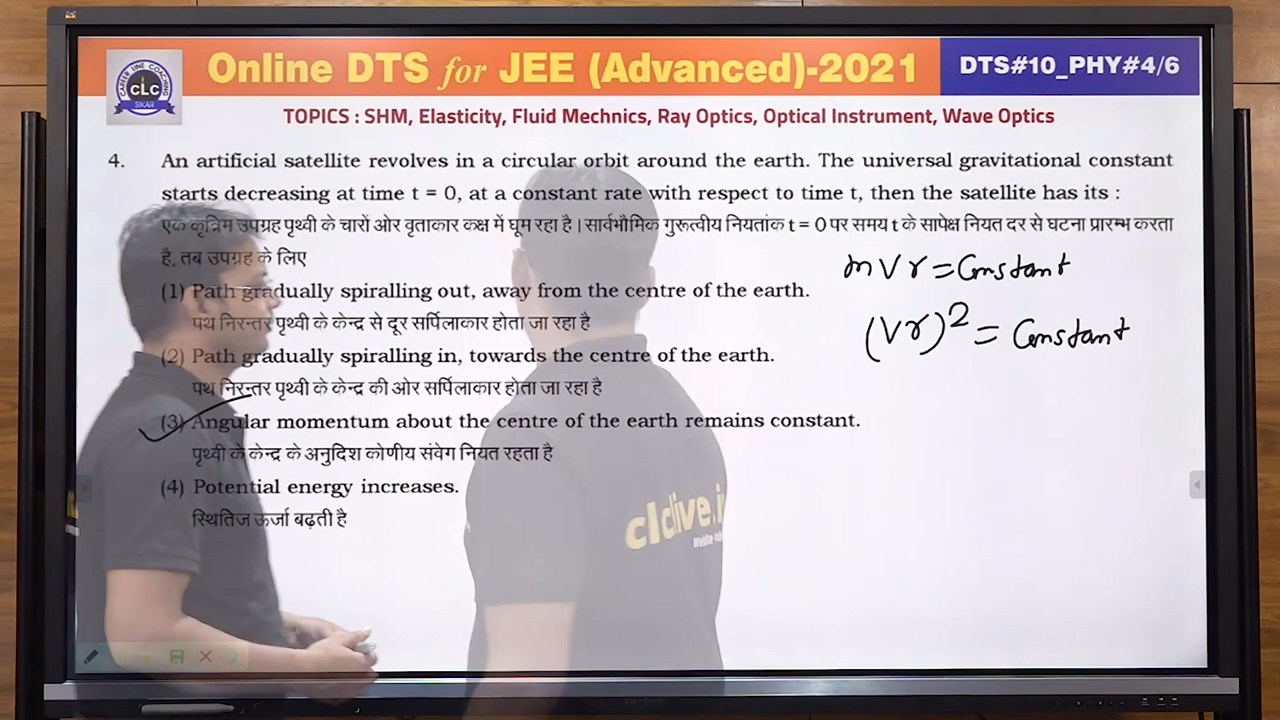 Online DTS for JEE (Advanced)-2021
DTS#10_PHY#4/6
CAREER LINE COACHING
CLC
SIKAR
TOPICS : SHM, Elasticity, Fluid Mechnics, Ray Optics, Optical Instrument, Wave Optics
4. An artificial satellite revolves in a circular orbit around the earth. The universal gravitational constant
starts decreasing at time t = 0, at a constant rate with respect to time t, then the satellite has its :
एक कृत्रिम उपग्रह पृथ्वी के चारों ओर वृताकार कक्ष में घूम रहा है। सार्वभौमिक गुरूत्वीय नियतांक t = 0 पर समय t के सापेक्ष नियत दर से घटना प्रारम्भ करता
है, तब उपग्रह के लिए
(1) Path gradually spiralling out, away from the centre of the earth.
पथ निरन्तर पृथ्वी के केन्द्र से दूर सर्पिलाकार होता जा रहा है
(2) Path gradually spiralling in, towards the centre of the earth.
पथ निरन्तर पृथ्वी के केन्द्र की ओर सर्पिलाकार होता जा रहा है
(3) Angular momentum about the centre of the earth remains constant.
पृथ्वी के केन्द्र के अनुदिश कोणीय संवेग नियत रहता है
(4) Potential energy increases.
स्थितिज ऊर्जा बढ़ती है
mvr = Constant
(vr)² = Constant
clclive.i